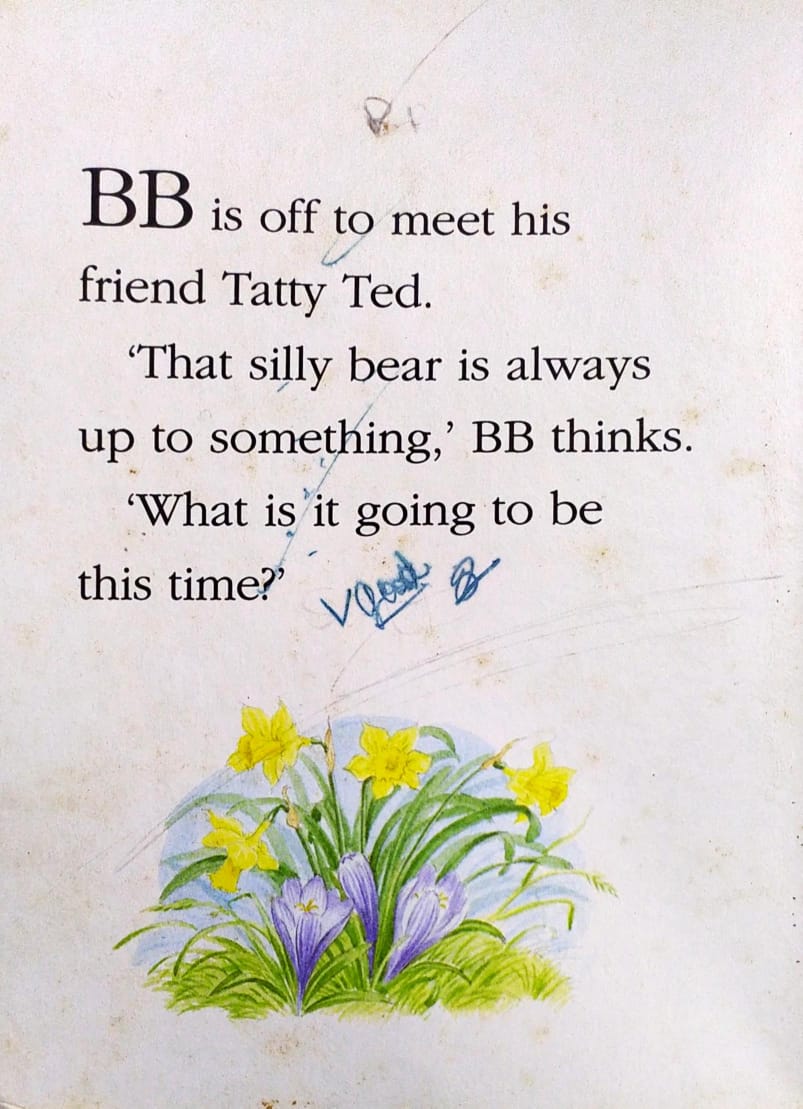 BB is off to meet his
friend Tatty Ted.
‘That silly bear is always
up to something,’ BB thinks.
‘What is it going to be
this time?’
V Good